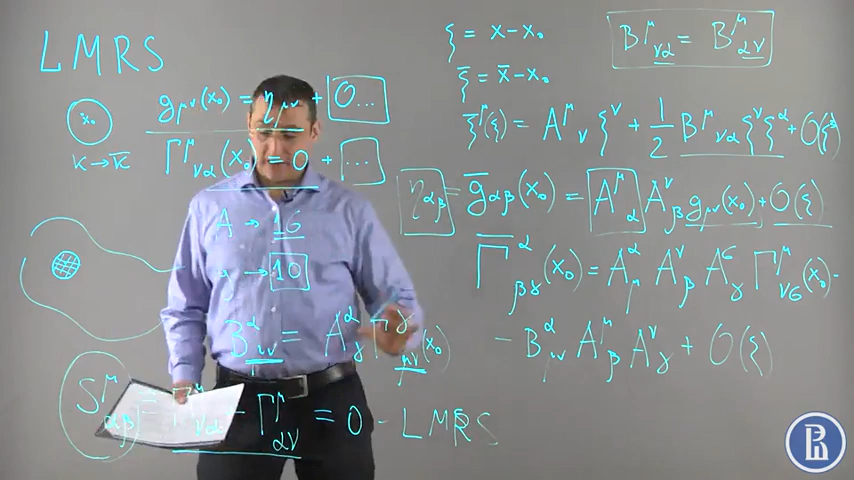 LMRS
x₀
K → K̄
g_μν(x₀) = η_μν + 0...
Γ^μ_να(x₀) = 0 + ...
A → 16
g → 10
B^α_μν = A^α_γ Γ^γ_μν(x₀)
S^μ_αβ = Γ^μ_να - Γ^μ_αν = 0 - LMRS
ξ = x - x₀
ξ̄ = x̄ - x₀
B^μ_να = B^μ_αν
ξ̄^μ(ξ) = A^μ_ν ξ^ν + 1/2 B^μ_να ξ^ν ξ^α + O(ξ³)
η_αβ = ḡ_αβ(x₀) = A^μ_α A^ν_β g_μν(x₀) + O(ξ)
Γ̄^α_βγ(x₀) = A^α_μ A^ν_β A^σ_γ Γ^μ_νσ(x₀) -
- B^α_μν A^μ_β A^ν_γ + O(ξ)